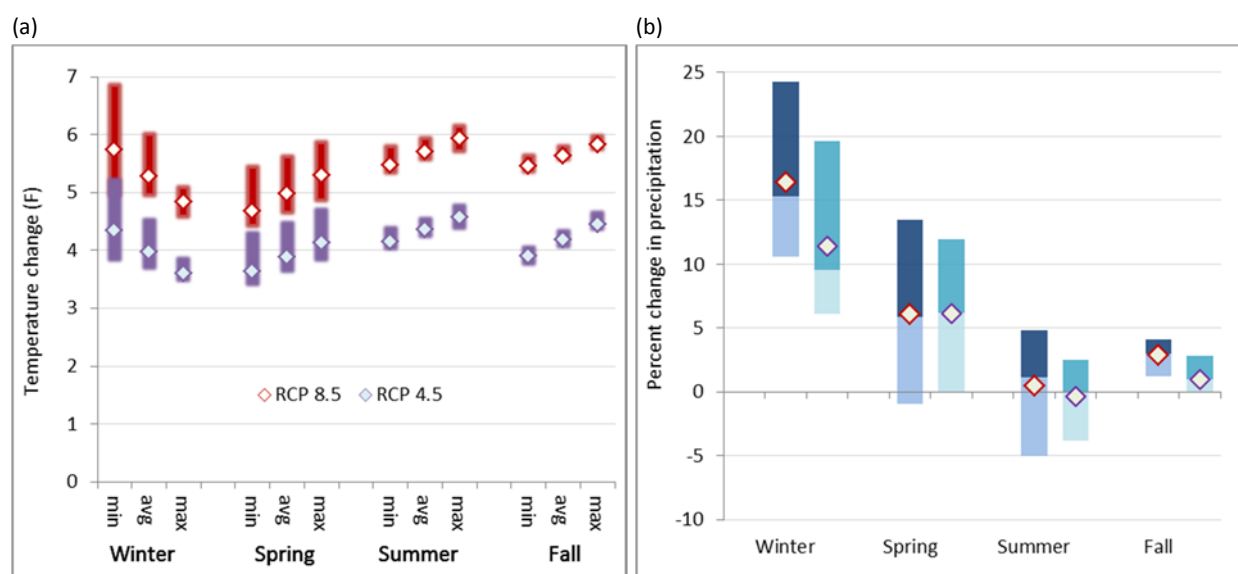 (a)
Temperature change (F)
7
6
5
4
3
2
1
0
RCP 8.5 RCP 4.5
min avg max min avg max min avg max min avg max
Winter Spring Summer Fall
(b)
Percent change in precipitation
25
20
15
10
5
0
-5
-10
Winter Spring Summer Fall